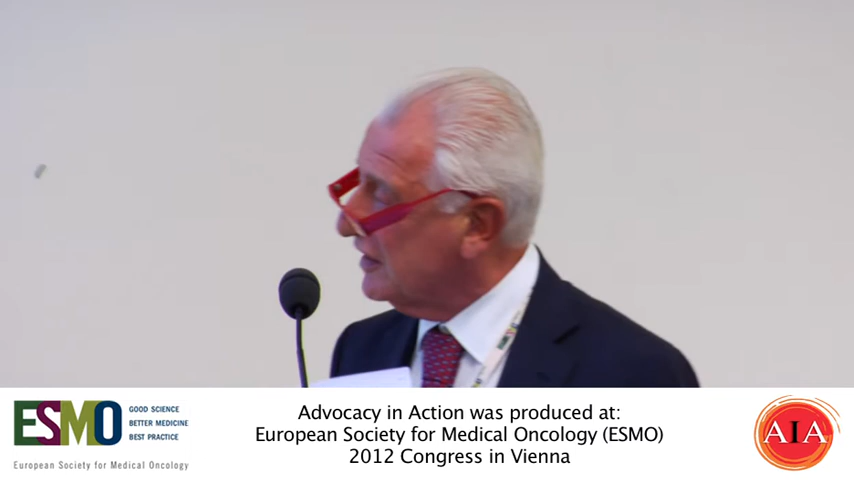 ESMO
GOOD SCIENCE
BETTER MEDICINE
BEST PRACTICE
European Society for Medical Oncology
Advocacy in Action was produced at:
European Society for Medical Oncology (ESMO)
2012 Congress in Vienna
AIA